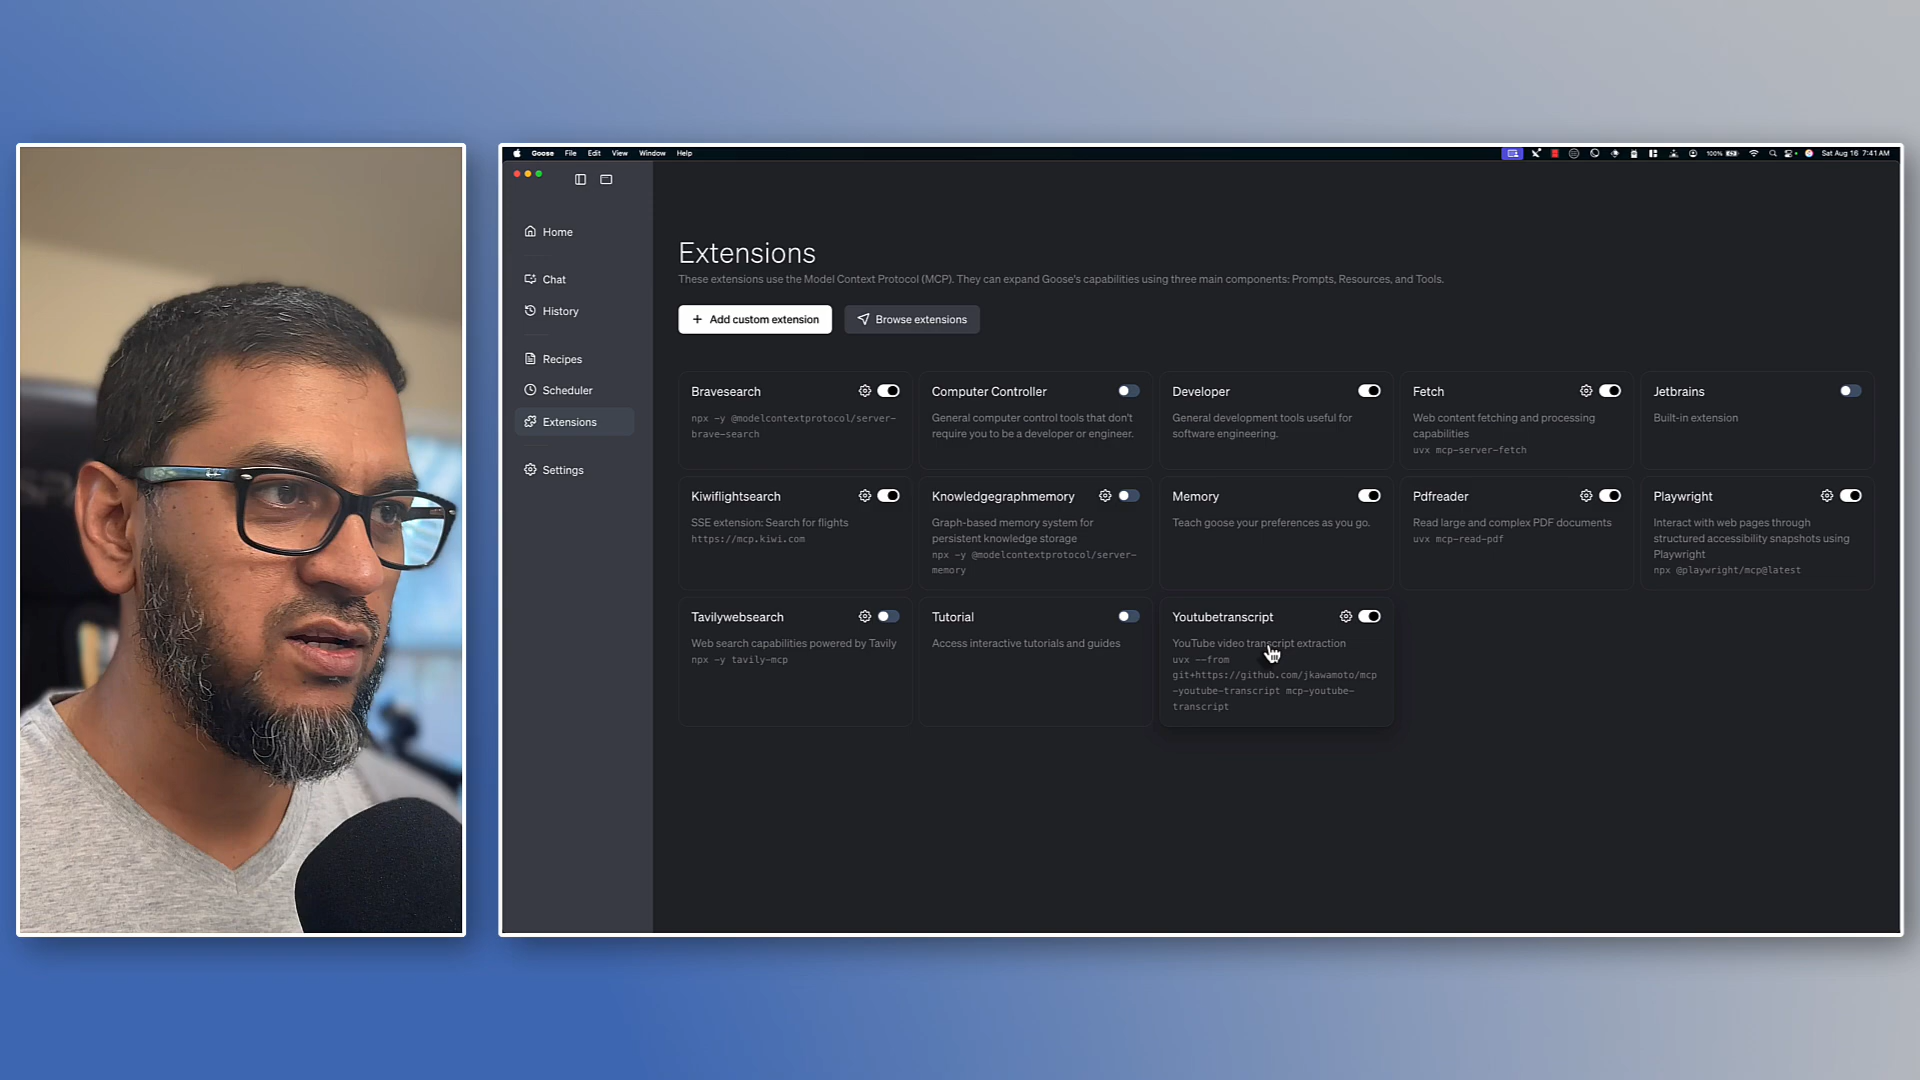 Goose File Edit View Window Help
100%
Sat Aug 16 7:41 AM
Home
Chat
History
Recipes
Scheduler
Extensions
Settings
Extensions
These extensions use the Model Context Protocol (MCP). They can expand Goose's capabilities using three main components: Prompts, Resources, and Tools.
+ Add custom extension
Browse extensions
Bravesearch
npx -y @modelcontextprotocol/server-
brave-search
Computer Controller
General computer control tools that don't
require you to be a developer or engineer.
Developer
General development tools useful for
software engineering.
Fetch
Web content fetching and processing
capabilities
uvx mcp-server-fetch
Jetbrains
Built-in extension
Kiwiflightsearch
SSE extension: Search for flights
https://mcp.kiwi.com
Knowledgegraphmemory
Graph-based memory system for
persistent knowledge storage
npx -y @modelcontextprotocol/server-
memory
Memory
Teach goose your preferences as you go.
Pdfreader
Read large and complex PDF documents
uvx mcp-read-pdf
Playwright
Interact with web pages through
structured accessibility snapshots using
Playwright
npx @playwright/mcp@latest
Tavilywebsearch
Web search capabilities powered by Tavily
npx -y tavily-mcp
Tutorial
Access interactive tutorials and guides
Youtubetranscript
YouTube video transcript extraction
uvx --from
git+https://github.com/jkawamoto/mcp
-youtube-transcript mcp-youtube-
transcript